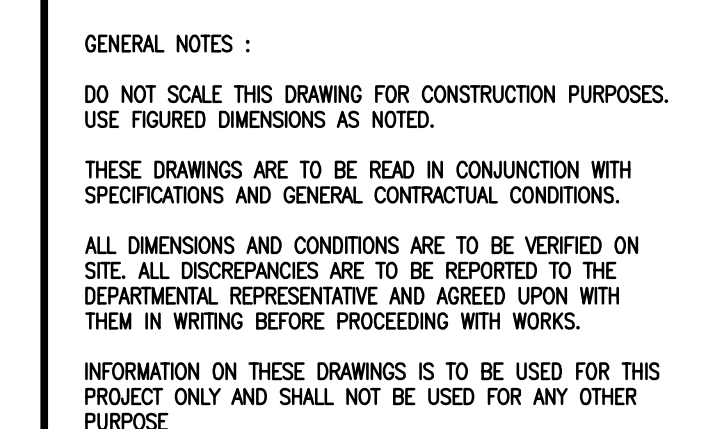 GENERAL NOTES :
DO NOT SCALE THIS DRAWING FOR CONSTRUCTION PURPOSES.
USE FIGURED DIMENSIONS AS NOTED.
THESE DRAWINGS ARE TO BE READ IN CONJUNCTION WITH
SPECIFICATIONS AND GENERAL CONTRACTUAL CONDITIONS.
ALL DIMENSIONS AND CONDITIONS ARE TO BE VERIFIED ON
SITE. ALL DISCREPANCIES ARE TO BE REPORTED TO THE
DEPARTMENTAL REPRESENTATIVE AND AGREED UPON WITH
THEM IN WRITING BEFORE PROCEEDING WITH WORKS.
INFORMATION ON THESE DRAWINGS IS TO BE USED FOR THIS
PROJECT ONLY AND SHALL NOT BE USED FOR ANY OTHER
PURPOSE